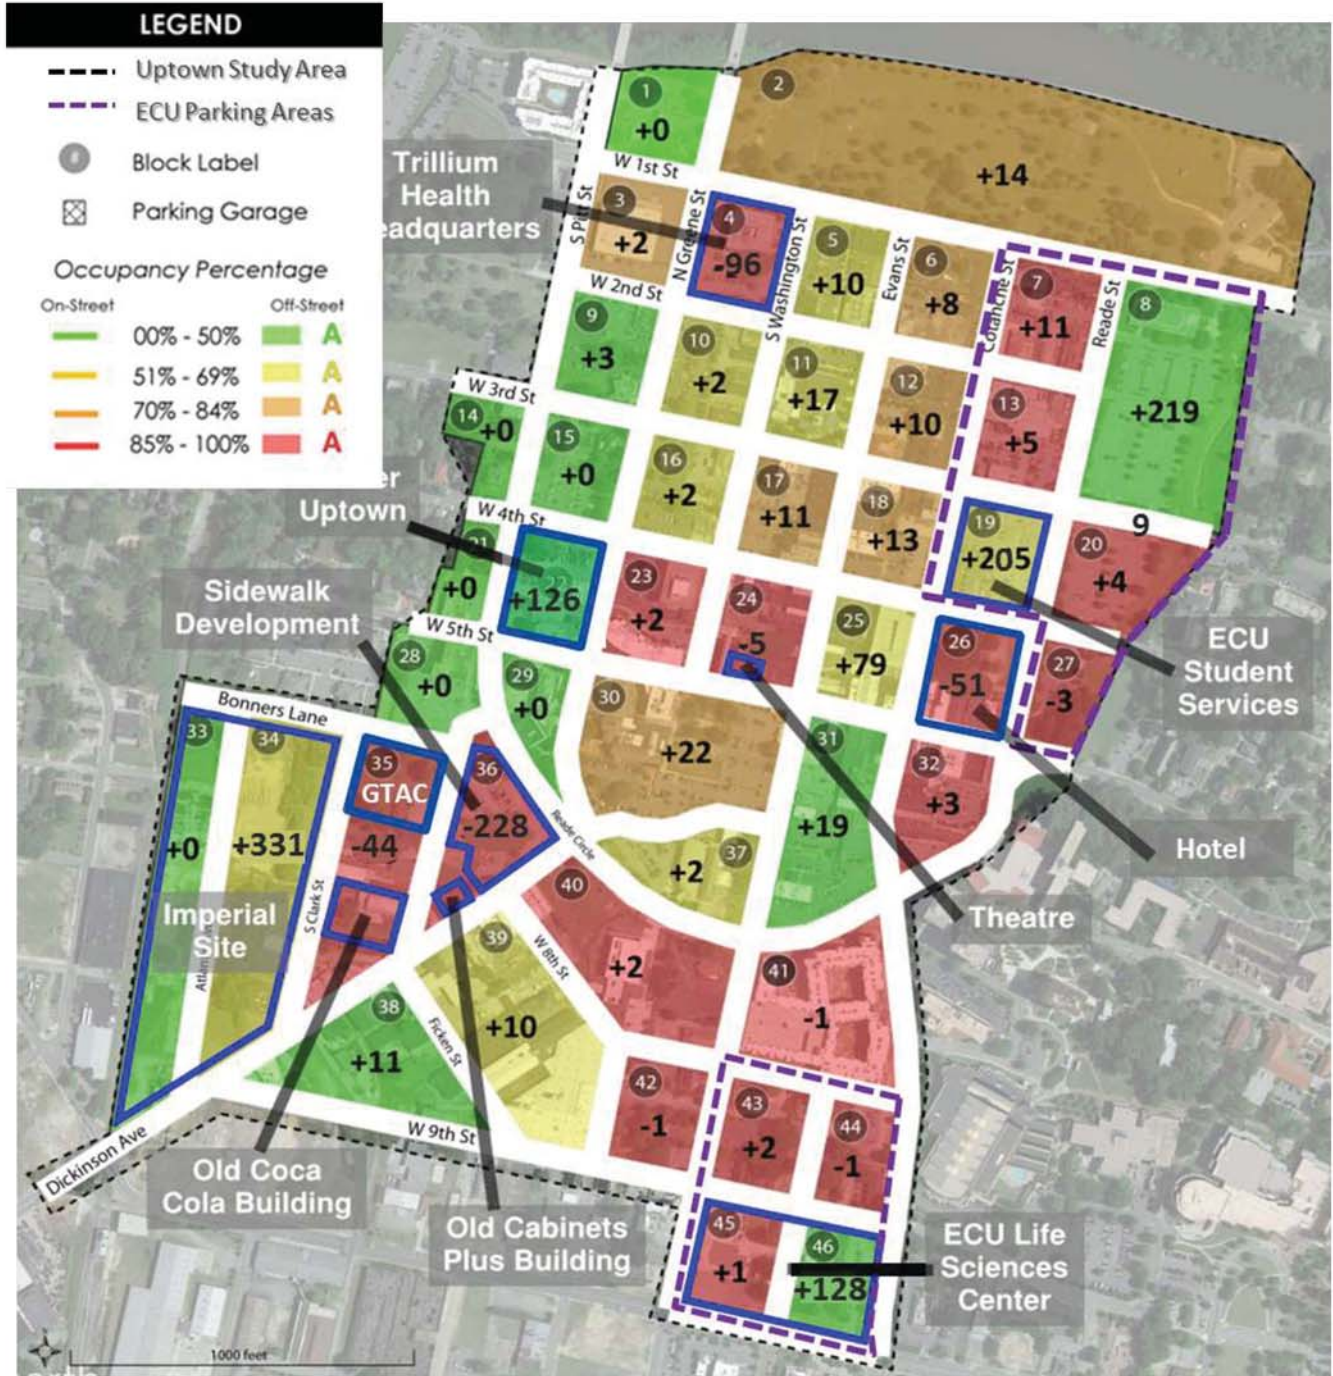 LEGEND
Uptown Study Area
ECU Parking Areas
# Block Label
Parking Garage
Occupancy Percentage
On-Street Off-Street
00% - 50% A
51% - 69% A
70% - 84% A
85% - 100% A
1
+0
2
+14
W 1st St
Trillium
Health
eadquarters
S Pitt St
3
+2
N Greene St
4
-96
S Washington St
5
+10
Evans St
6
+8
Cotanche St
7
+11
Reade St
8
+219
W 2nd St
9
+3
10
+2
11
+17
12
+10
13
+5
W 3rd St
14
+0
15
+0
16
+2
17
+11
18
+13
19
+205
9
20
+4
er
Uptown
W 4th St
21
+0
22
+126
23
+2
24
-5
25
+79
26
-51
27
-3
ECU
Student
Services
Sidewalk
Development
W 5th St
28
+0
29
+0
30
+22
31
+19
32
+3
Hotel
Theatre
Bonners Lane
33
+0
34
+331
Imperial
Site
S Clark St
35
GTAC
-44
36
-228
Reade Circle
37
+2
38
+11
Ficken St
39
+10
W 8th St
40
+2
41
-1
42
-1
43
+2
44
-1
45
+1
46
+128
W 9th St
Dickinson Ave
Old Coca
Cola Building
Old Cabinets
Plus Building
ECU Life
Sciences
Center
1000 feet